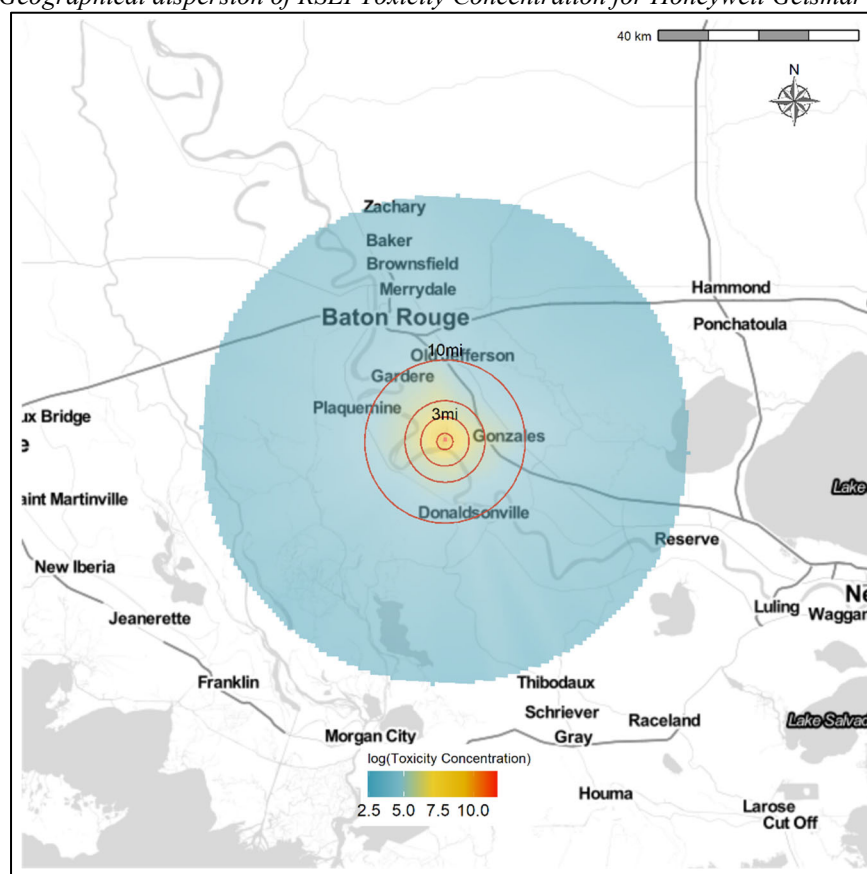 Geographical dispersion of RSEI Toxicity Concentration for Honeywell Geismar
40 km
N
Zachary
Baker
Brownsfield
Merrydale
Hammond
Baton Rouge
Ponchatoula
10mi
Gardere
Plaquemine
3mi
ux Bridge
Gonzales
e
Lake
aint Martinville
Donaldsonville
Reserve
New Iberia
Ne
Luling
Waggan
Jeanerette
Franklin
Thibodaux
Schriever
Raceland
Lake Salvad
Morgan City
Gray
log(Toxicity Concentration)
2.5 5.0 7.5 10.0
Houma
Larose
Cut Off